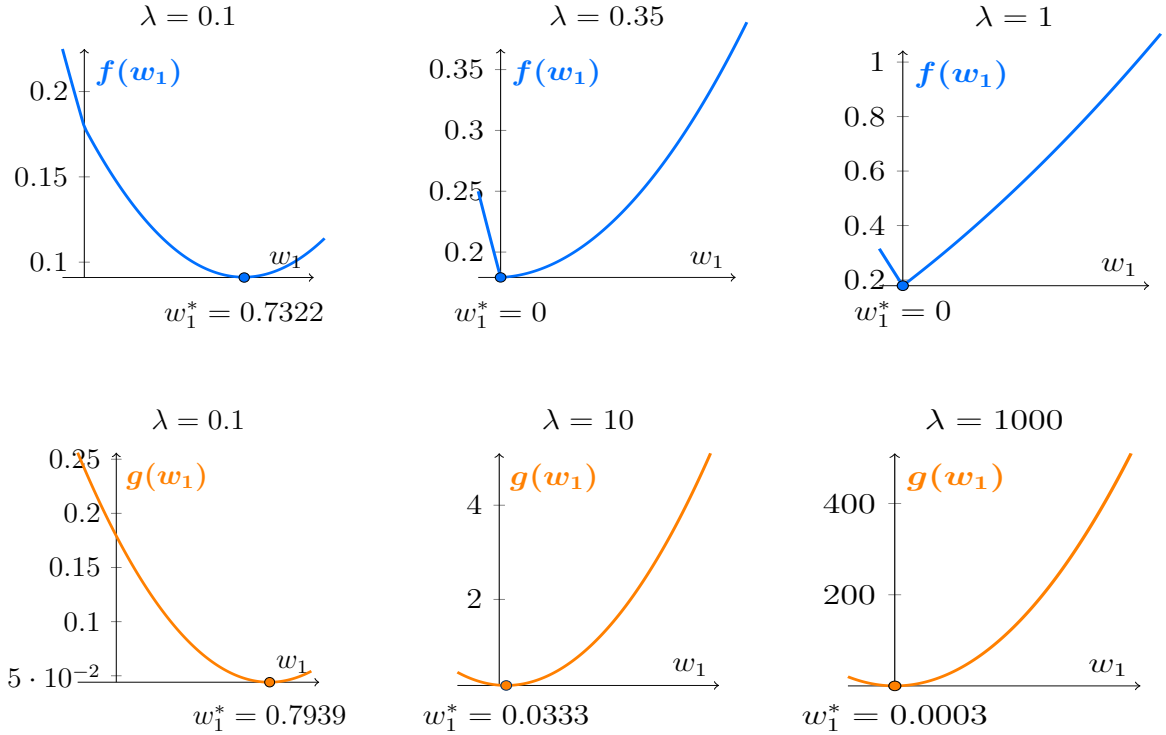 λ = 0.1
f(w₁)
0.2
0.15
0.1
w₁
w₁* = 0.7322
λ = 0.35
f(w₁)
0.35
0.3
0.25
0.2
w₁
w₁* = 0
λ = 1
f(w₁)
1
0.8
0.6
0.4
0.2
w₁
w₁* = 0
λ = 0.1
g(w₁)
0.25
0.2
0.15
0.1
5 · 10⁻²
w₁
w₁* = 0.7939
λ = 10
g(w₁)
4
2
w₁
w₁* = 0.0333
λ = 1000
g(w₁)
400
200
w₁
w₁* = 0.0003